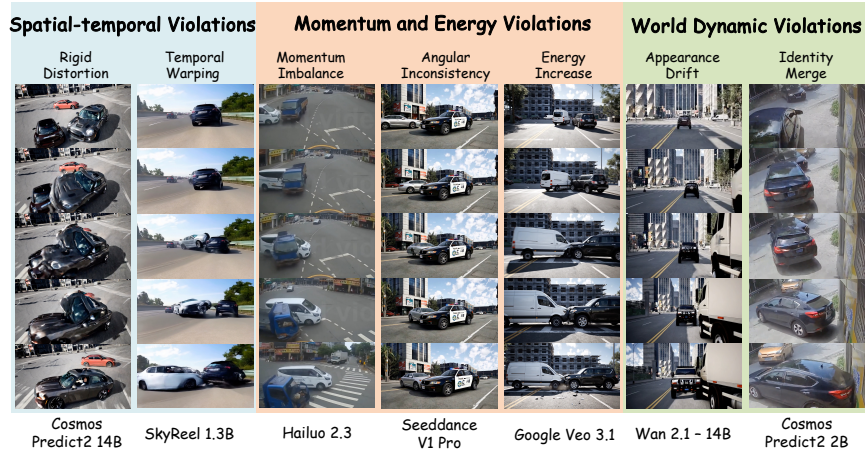 Spatial-temporal Violations
Momentum and Energy Violations
World Dynamic Violations
Rigid
Distortion
Temporal
Warping
Momentum
Imbalance
Angular
Inconsistency
Energy
Increase
Appearance
Drift
Identity
Merge
Cosmos
Predict2 14B
SkyReel 1.3B
Hailuo 2.3
Seeddance
V1 Pro
Google Veo 3.1
Wan 2.1 – 14B
Cosmos
Predict2 2B